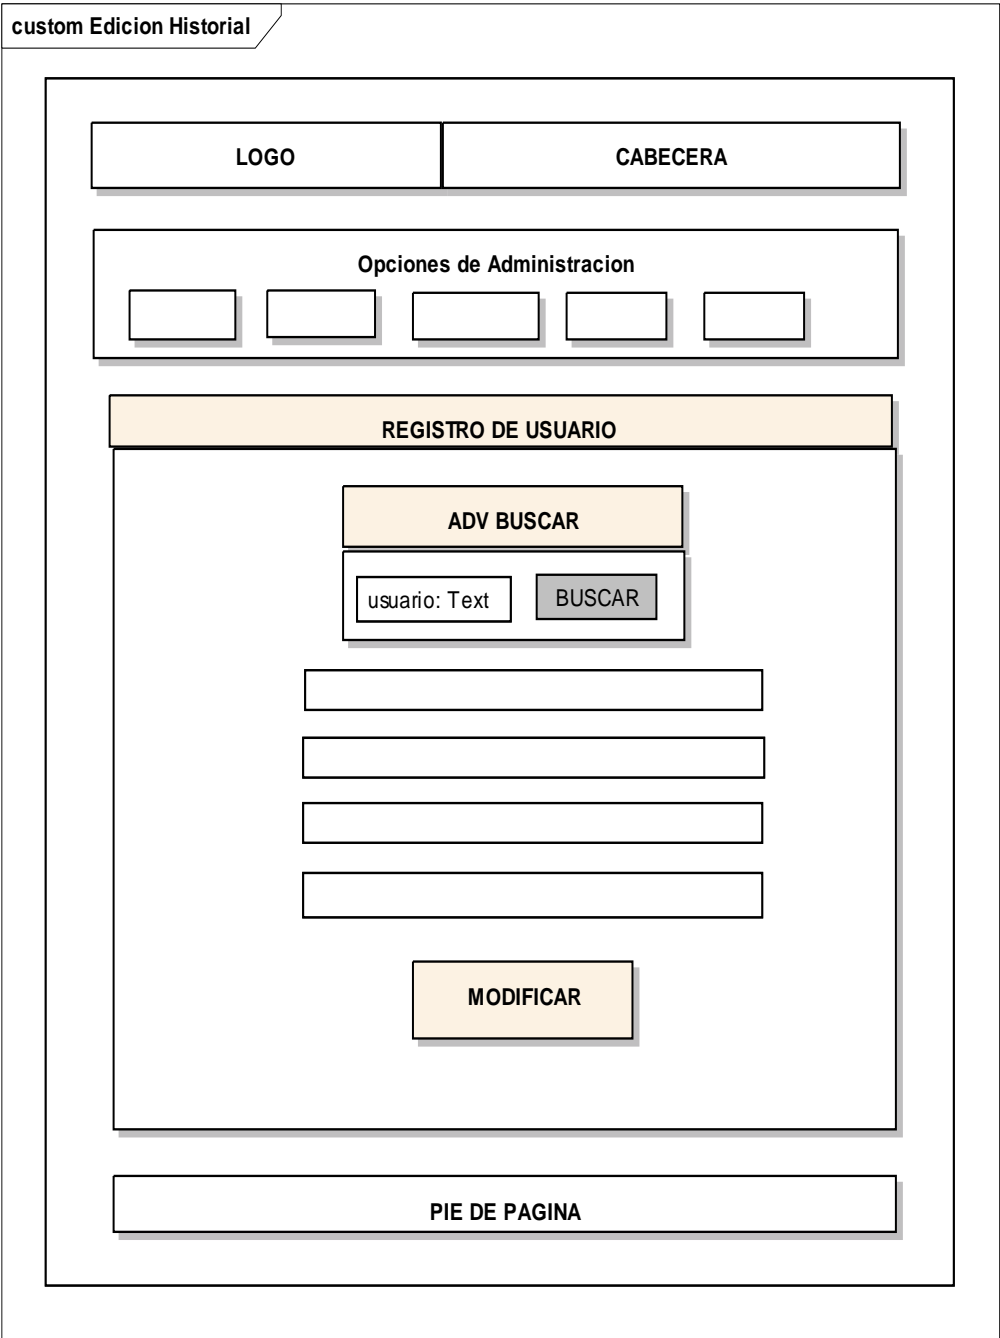 custom Edicion Historial
LOGO
CABECERA
Opciones de Administracion
REGISTRO DE USUARIO
ADV BUSCAR
usuario: Text
BUSCAR
MODIFICAR
PIE DE PAGINA